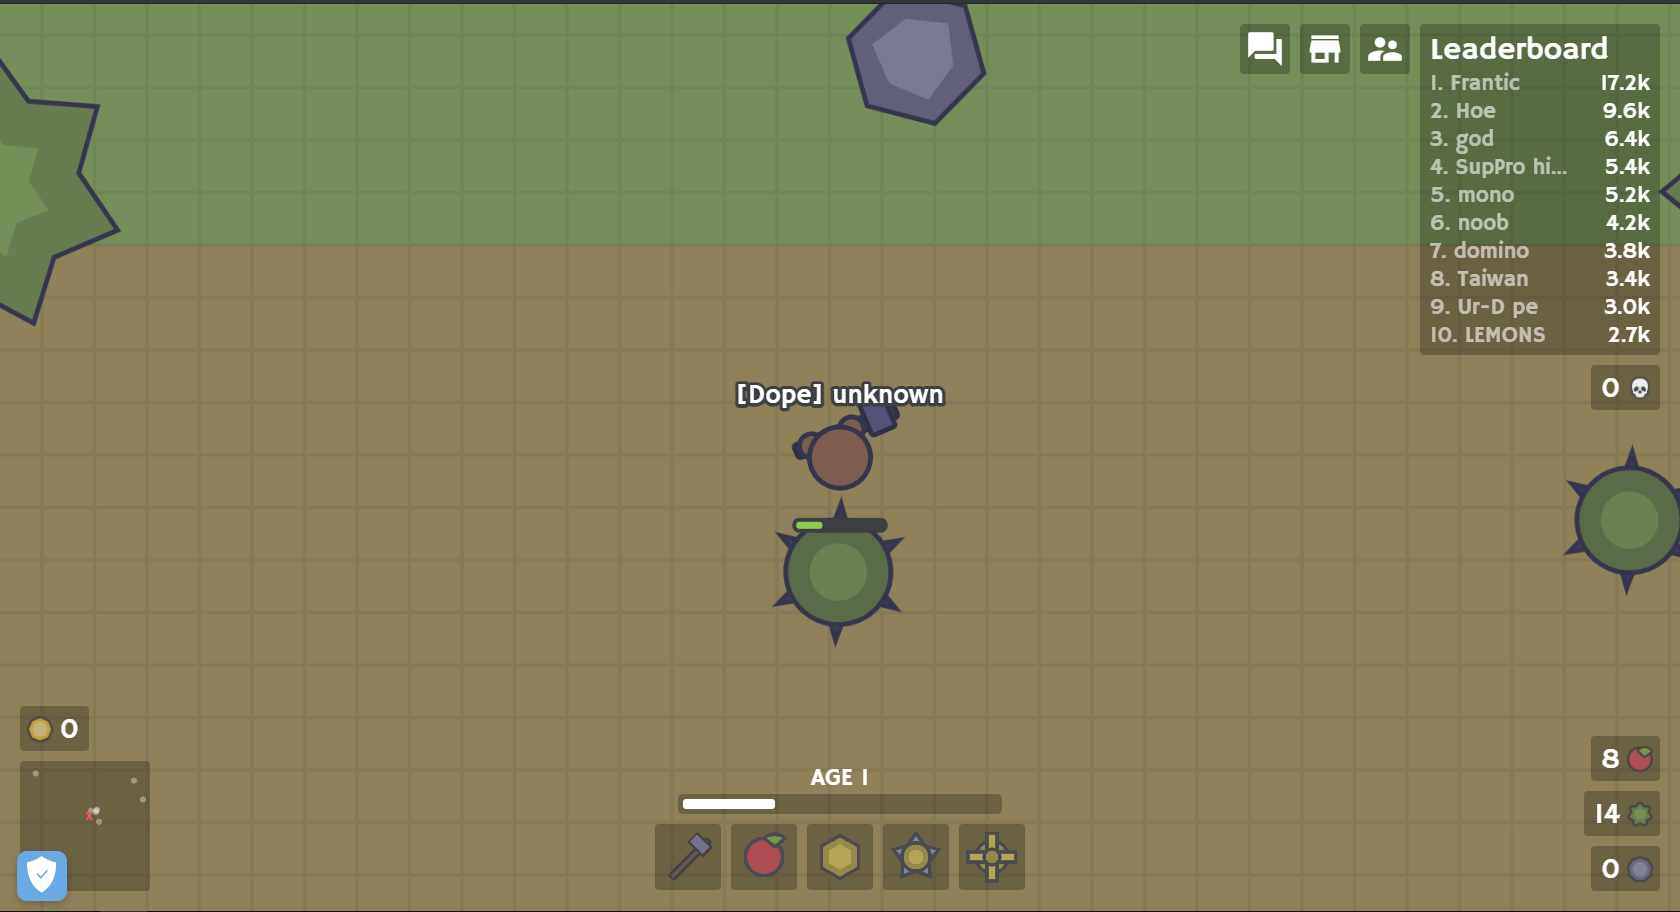 Leaderboard
1. Frantic 17.2k
2. Hoe 9.6k
3. god 6.4k
4. SupPro hi... 5.4k
5. mono 5.2k
6. noob 4.2k
7. domino 3.8k
8. Taiwan 3.4k
9. Ur-D pe 3.0k
10. LEMONS 2.7k
0
[Dope] unknown
0
x
AGE 1
8
14
0